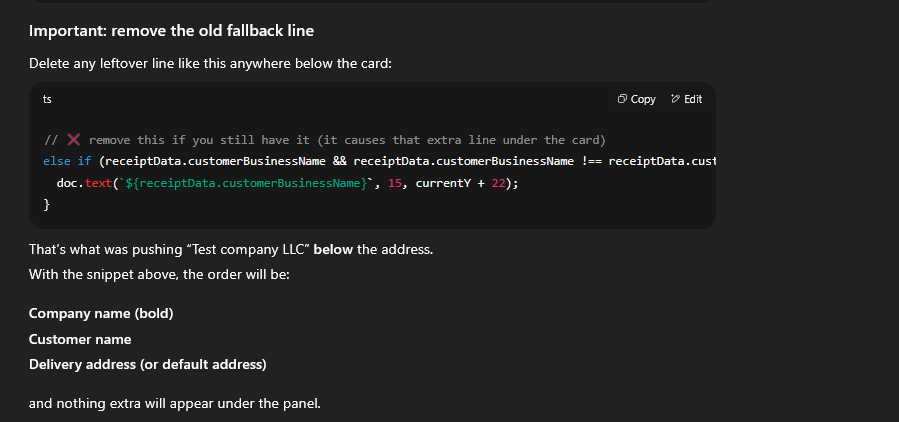 Important: remove the old fallback line
Delete any leftover line like this anywhere below the card:
ts
Copy
Edit
// ❌ remove this if you still have it (it causes that extra line under the card)
else if (receiptData.customerBusinessName && receiptData.customerBusinessName !== receiptData.cust
doc.text(`${receiptData.customerBusinessName}`, 15, currentY + 22);
}
That's what was pushing “Test company LLC” below the address.
With the snippet above, the order will be:
Company name (bold)
Customer name
Delivery address (or default address)
and nothing extra will appear under the panel.